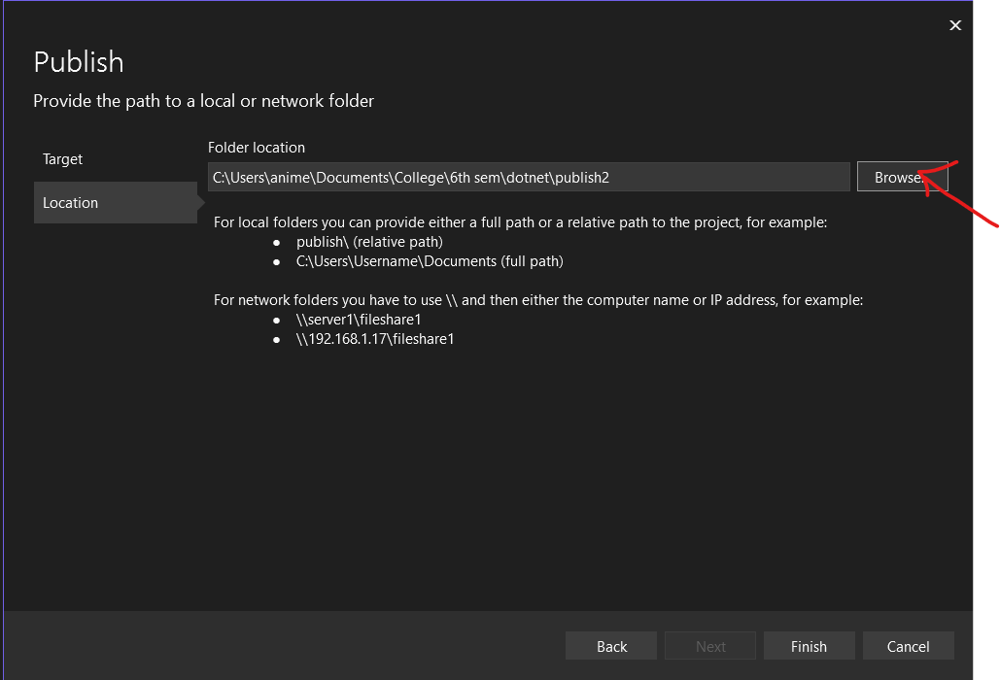 Publish
Provide the path to a local or network folder
Target
Location
Folder location
C:\Users\anime\Documents\College\6th sem\dotnet\publish2
Browse
For local folders you can provide either a full path or a relative path to the project, for example:
● publish\ (relative path)
● C:\Users\Username\Documents (full path)
For network folders you have to use \\ and then either the computer name or IP address, for example:
● \\server1\fileshare1
● \\192.168.1.17\fileshare1
Back
Next
Finish
Cancel